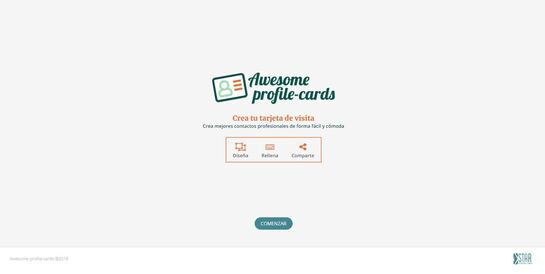 Awesome
profile-cards
Crea tu tarjeta de visita
Crea mejores contactos profesionales de forma fácil y cómoda
Diseña Rellena Comparte
COMENZAR
Awesome profile-cards @2018
STAR